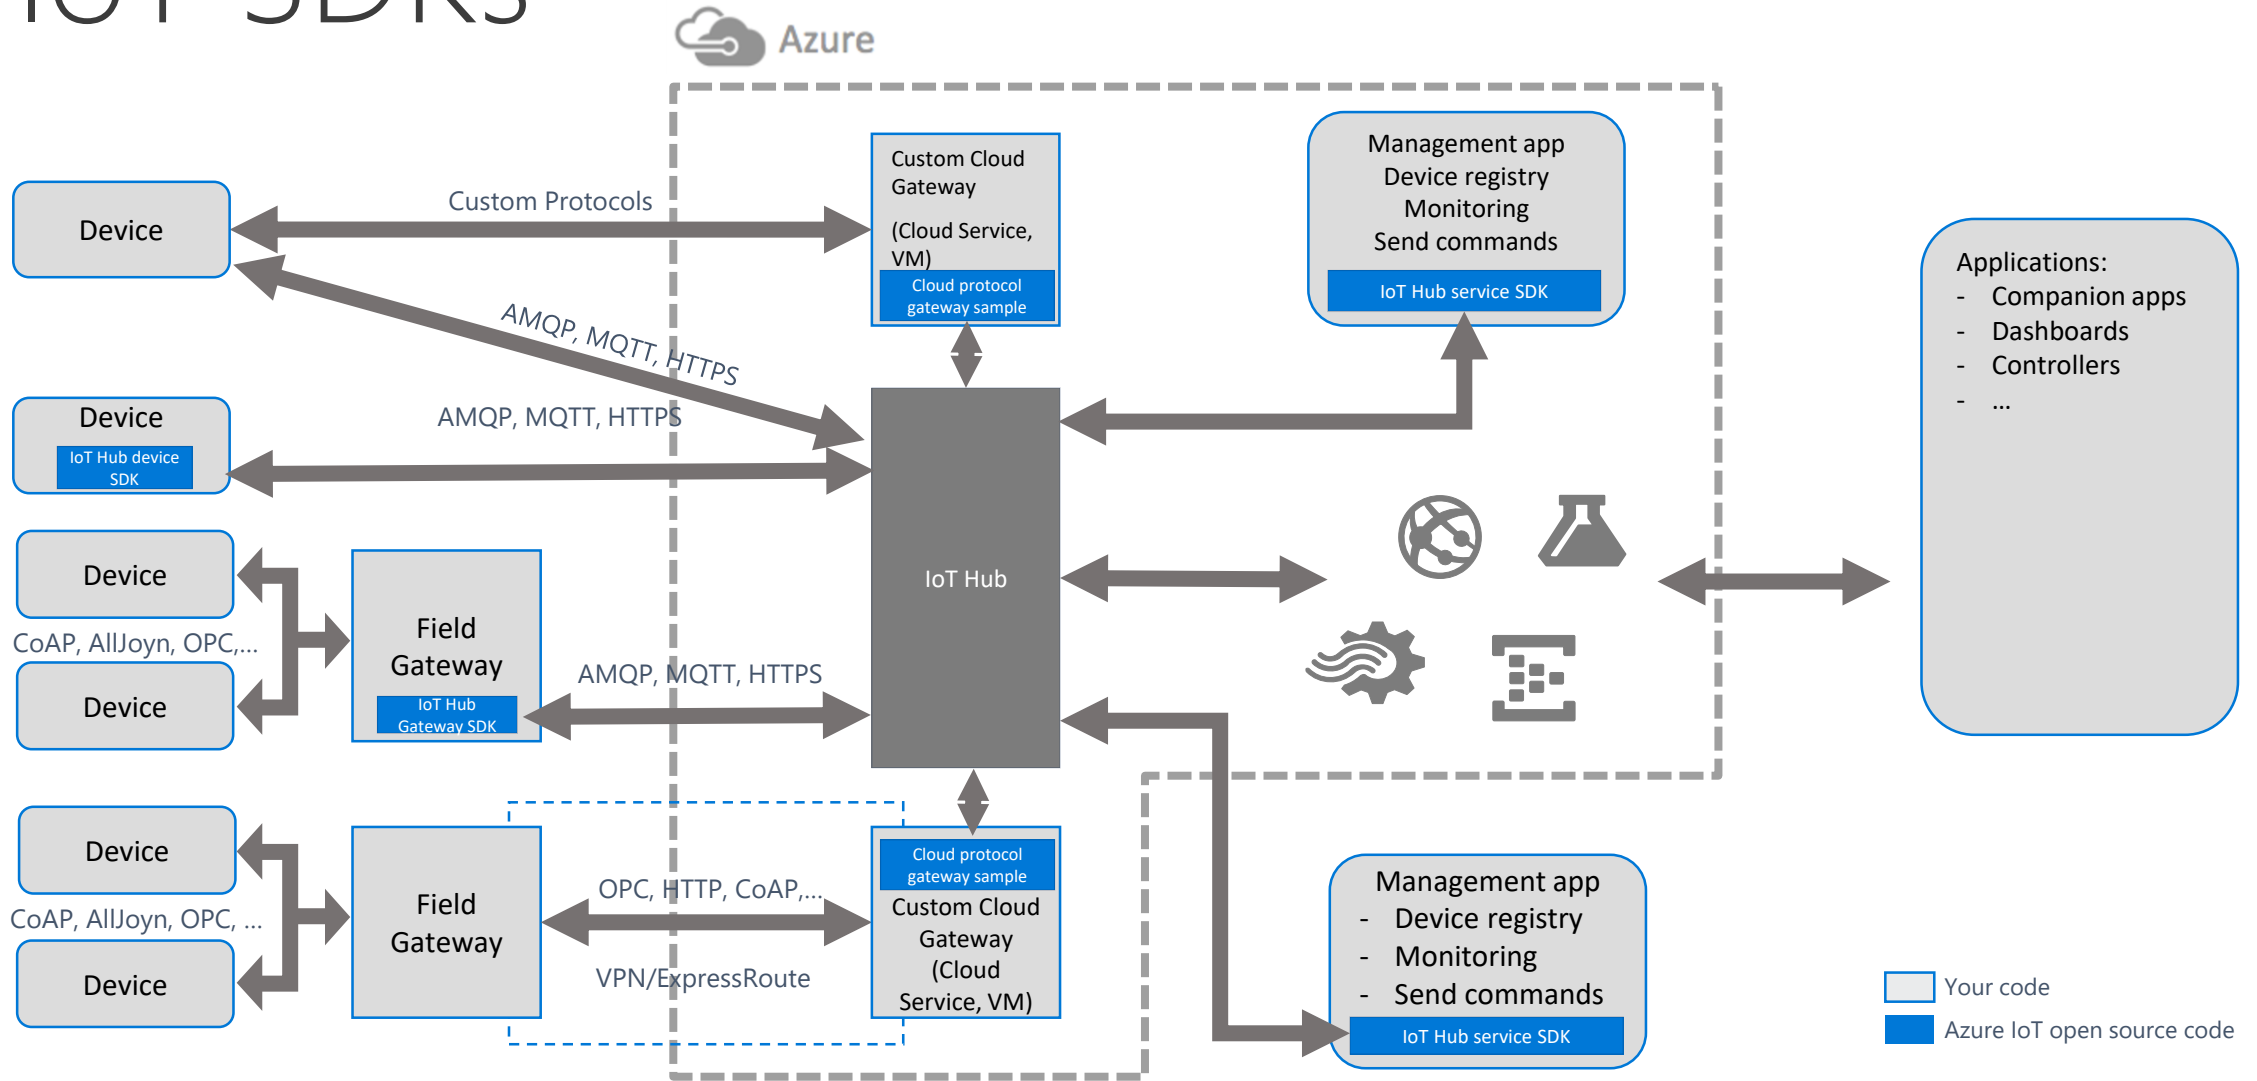 IoT SDKs
Azure
Custom Cloud
Gateway
(Cloud Service,
VM)
Cloud protocol
gateway sample
Management app
Device registry
Monitoring
Send commands
IoT Hub service SDK
Device
Custom Protocols
AMQP, MQTT, HTTPS
Applications:
- Companion apps
- Dashboards
- Controllers
- ...
Device
IoT Hub device
SDK
AMQP, MQTT, HTTPS
IoT Hub
Device
CoAP, AllJoyn, OPC,...
Device
Field
Gateway
IoT Hub
Gateway SDK
AMQP, MQTT, HTTPS
Device
CoAP, AllJoyn, OPC, ...
Device
Field
Gateway
OPC, HTTP, CoAP,...
VPN/ExpressRoute
Cloud protocol
gateway sample
Custom Cloud
Gateway
(Cloud
Service, VM)
Management app
- Device registry
- Monitoring
- Send commands
IoT Hub service SDK
Your code
Azure IoT open source code